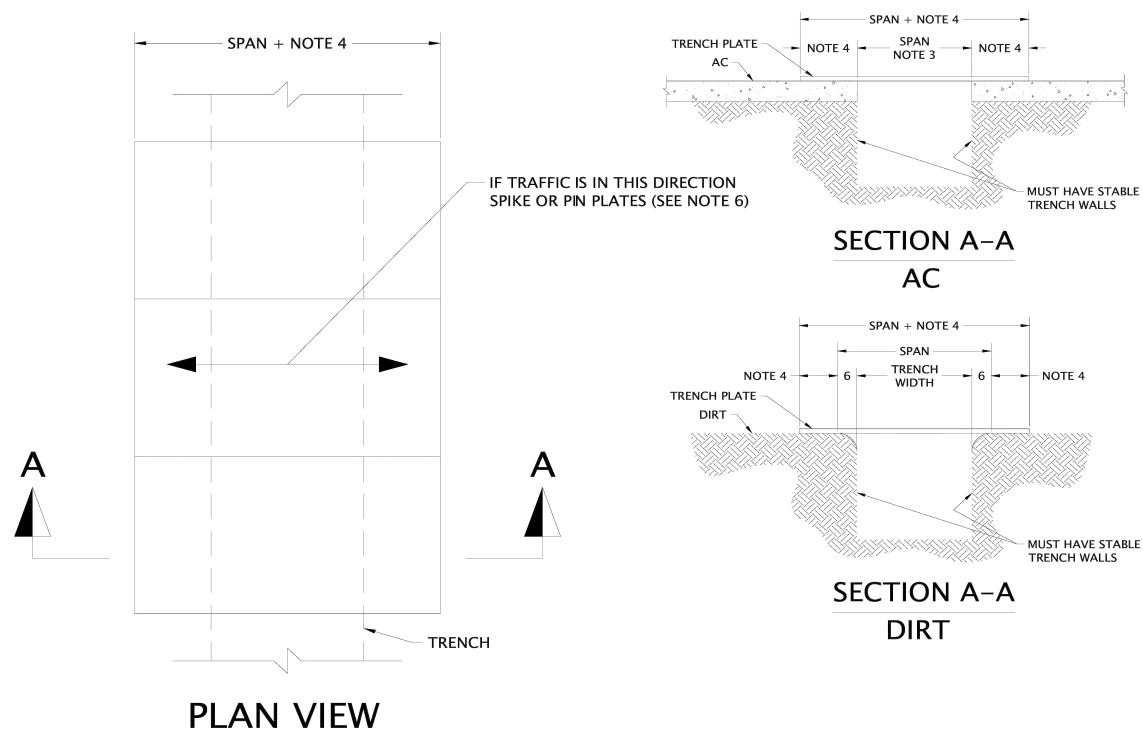 SPAN + NOTE 4
IF TRAFFIC IS IN THIS DIRECTION
SPIKE OR PIN PLATES (SEE NOTE 6)
A
A
TRENCH
PLAN VIEW
SPAN + NOTE 4
TRENCH PLATE
NOTE 4
SPAN
NOTE 3
NOTE 4
AC
MUST HAVE STABLE
TRENCH WALLS
SECTION A-A
AC
SPAN + NOTE 4
SPAN
NOTE 4
6
TRENCH
WIDTH
6
NOTE 4
TRENCH PLATE
DIRT
MUST HAVE STABLE
TRENCH WALLS
SECTION A-A
DIRT